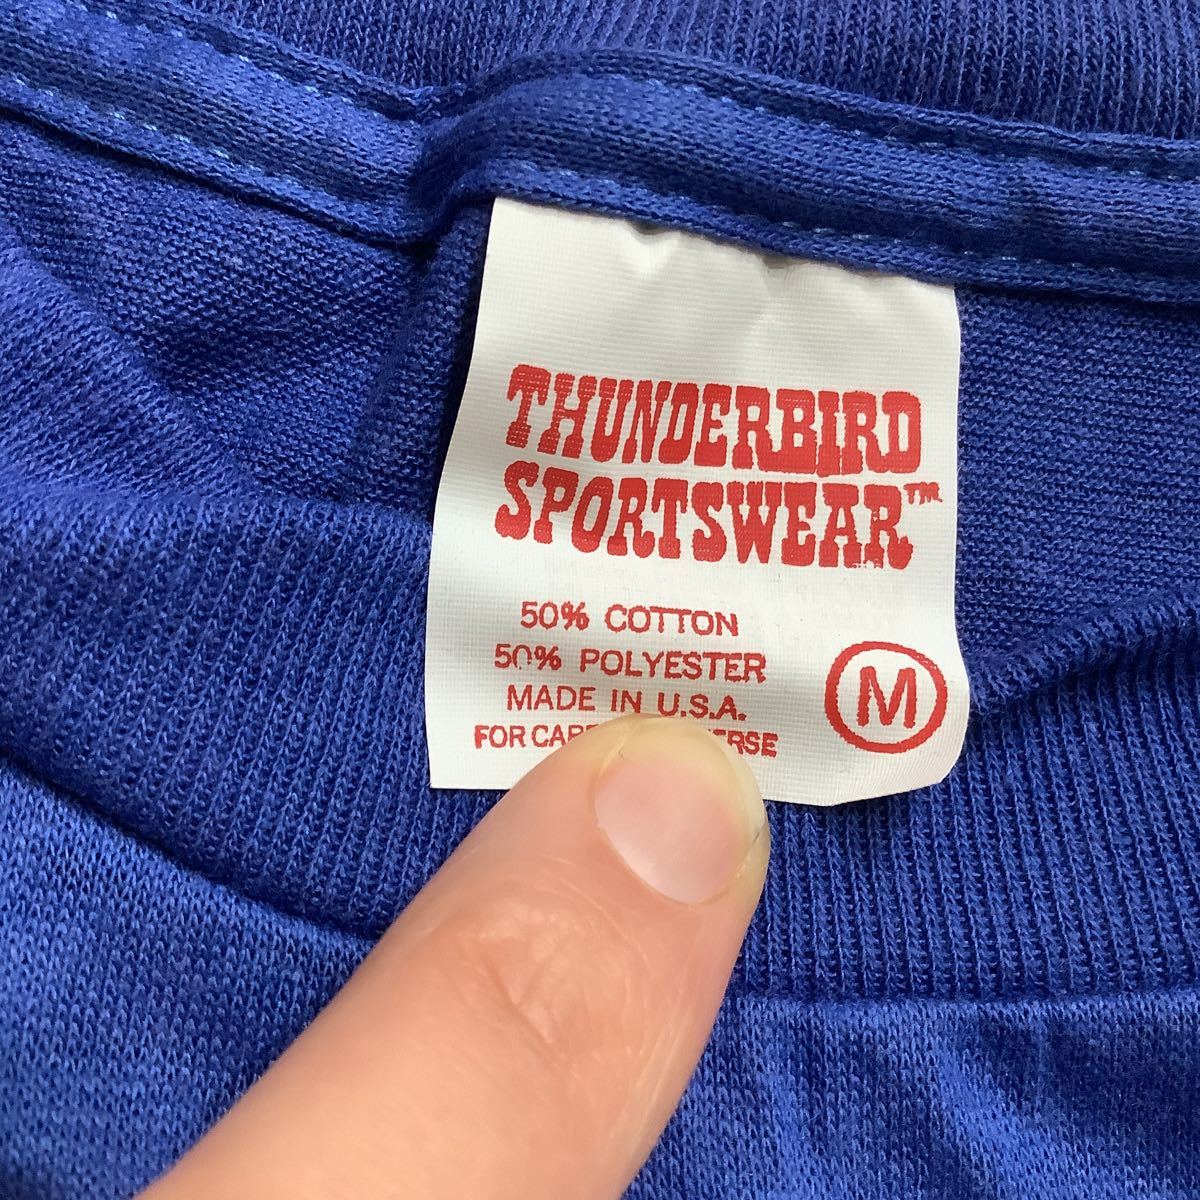 THUNDERBIRD
SPORTSWEAR™
50% COTTON
50% POLYESTER
MADE IN U.S.A.
FOR
M